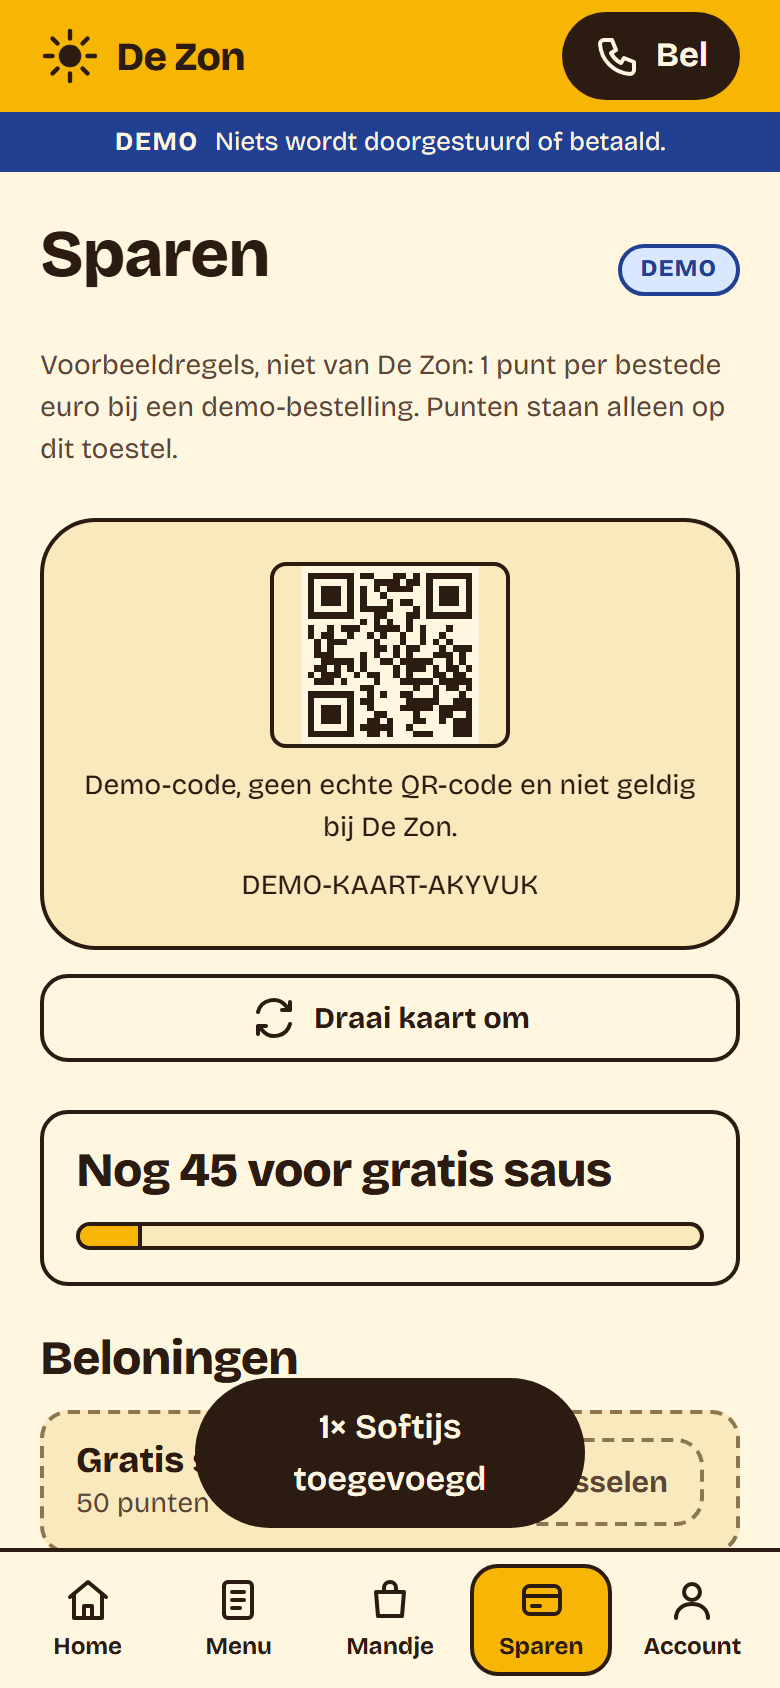 De Zon
Bel
DEMO Niets wordt doorgestuurd of betaald.
Sparen
DEMO
Voorbeeldregels, niet van De Zon: 1 punt per bestede
euro bij een demo-bestelling. Punten staan alleen op
dit toestel.
Demo-code, geen echte QR-code en niet geldig
bij De Zon.
DEMO-KAART-AKYVUK
Draai kaart om
Nog 45 voor gratis saus
Beloningen
Gratis
50 punten
1× Softijs
toegevoegd
Home
Menu
Mandje
Sparen
Account